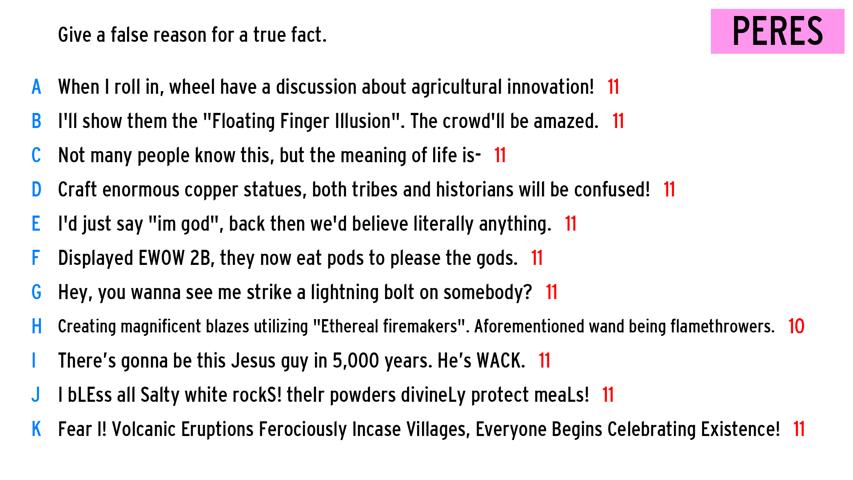 Give a false reason for a true fact.
PERES
A When I roll in, wheel have a discussion about agricultural innovation! 11
B I'll show them the "Floating Finger Illusion". The crowd'll be amazed. 11
C Not many people know this, but the meaning of life is- 11
D Craft enormous copper statues, both tribes and historians will be confused! 11
E I'd just say "im god", back then we'd believe literally anything. 11
F Displayed EWOW 2B, they now eat pods to please the gods. 11
G Hey, you wanna see me strike a lightning bolt on somebody? 11
H Creating magnificent blazes utilizing "Ethereal firemakers". Aforementioned wand being flamethrowers. 10
I There’s gonna be this Jesus guy in 5,000 years. He’s WACK. 11
J I bLEss all Salty white rockS! theIr powders divineLy protect meaLs! 11
K Fear I! Volcanic Eruptions Ferociously Incase Villages, Everyone Begins Celebrating Existence! 11